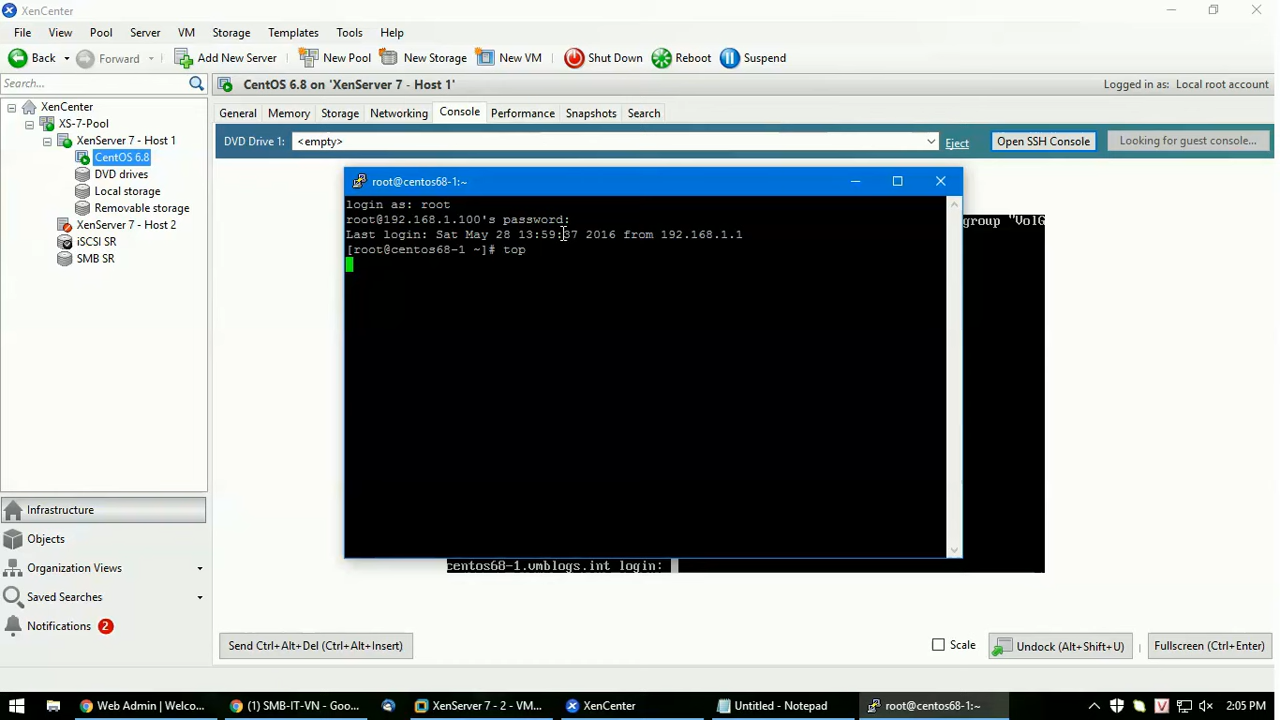 XenCenter
File View Pool Server VM Storage Templates Tools Help
Back Forward Add New Server New Pool New Storage New VM Shut Down Reboot Suspend
Search...
CentOS 6.8 on 'XenServer 7 - Host 1'
Logged in as: Local root account
XenCenter
XS-7-Pool
XenServer 7 - Host 1
CentOS 6.8
DVD drives
Local storage
Removable storage
XenServer 7 - Host 2
iSCSI SR
SMB SR
General Memory Storage Networking Console Performance Snapshots Search
DVD Drive 1: <empty> Eject Open SSH Console Looking for guest console...
root@centos68-1:~
login as: root
root@192.168.1.100's password:
Last login: Sat May 28 13:59:37 2016 from 192.168.1.1
[root@centos68-1 ~]# top
group "VolG
centos68-1.vmblogs.int login:
Infrastructure
Objects
Organization Views
Saved Searches
Notifications 2
Send Ctrl+Alt+Del (Ctrl+Alt+Insert) Scale Undock (Alt+Shift+U) Fullscreen (Ctrl+Enter)
Web Admin | Welco... (1) SMB-IT-VN - Goo... XenServer 7 - 2 - VM... XenCenter Untitled - Notepad root@centos68-1:~ V 2:05 PM